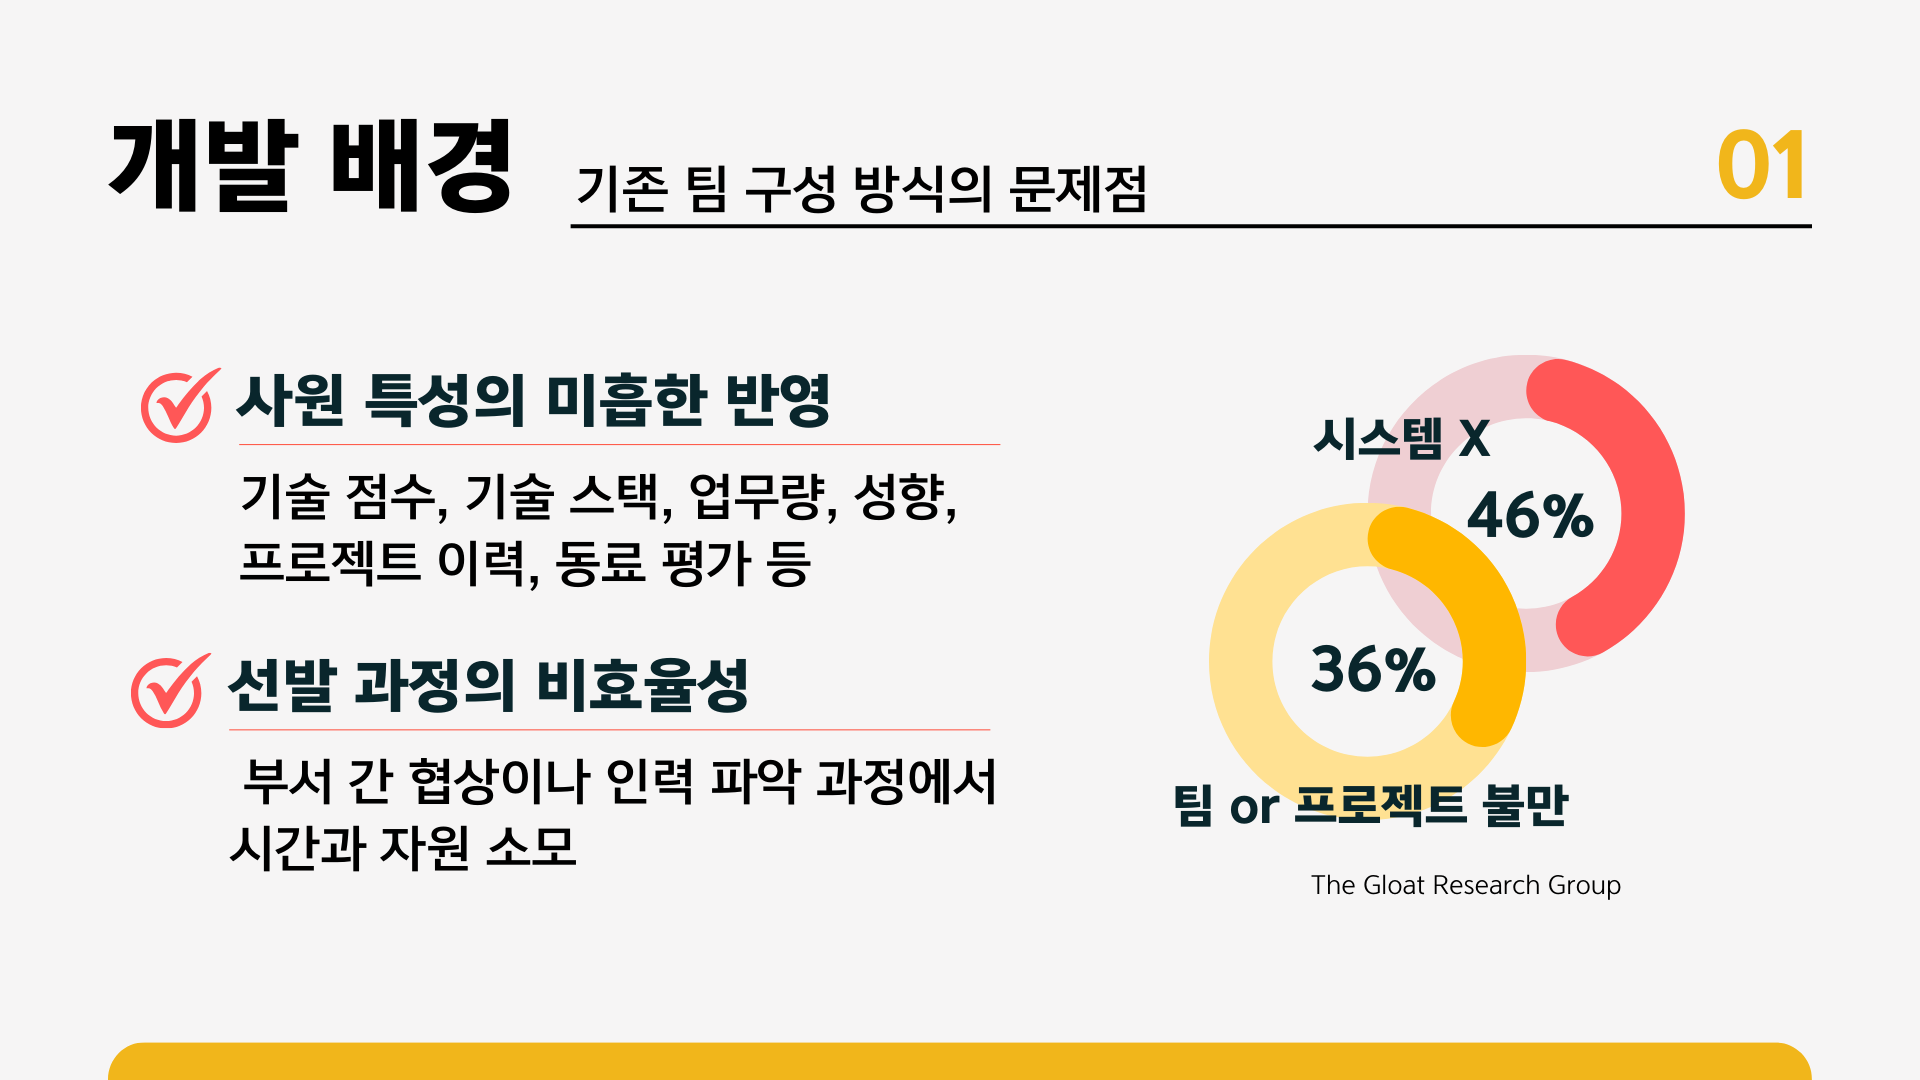 개발 배경
기존 팀 구성 방식의 문제점
01
사원 특성의 미흡한 반영
기술 점수, 기술 스택, 업무량, 성향,
프로젝트 이력, 동료 평가 등
선발 과정의 비효율성
부서 간 협상이나 인력 파악 과정에서
시간과 자원 소모
시스템 X
46%
36%
팀 or 프로젝트 불만
The Gloat Research Group